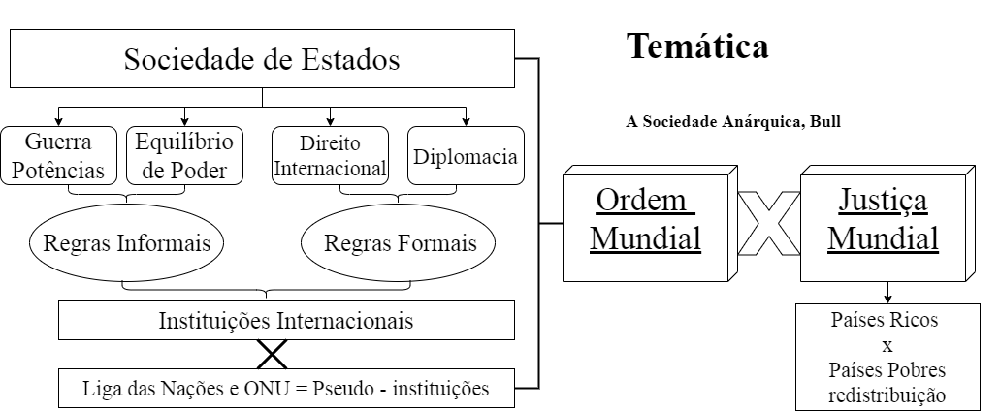 Temática
Sociedade de Estados
A Sociedade Anárquica, Bull
Guerra
Potências
Equilíbrio
de Poder
Direito
Internacional
Diplomacia
Regras Informais
Regras Formais
Ordem
Mundial
Justiça
Mundial
Instituições Internacionais
Liga das Nações e ONU = Pseudo - instituições
Países Ricos
x
Países Pobres
redistribuição